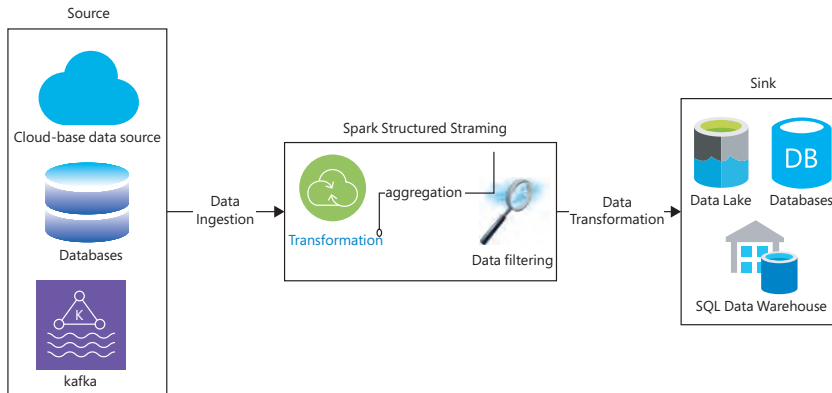 Source
Cloud-base data source
Databases
K
kafka
Data
Ingestion
Spark Structured Straming
Transformation
aggregation
Data filtering
Data
Transformation
Sink
Data Lake
DB
Databases
SQL Data Warehouse